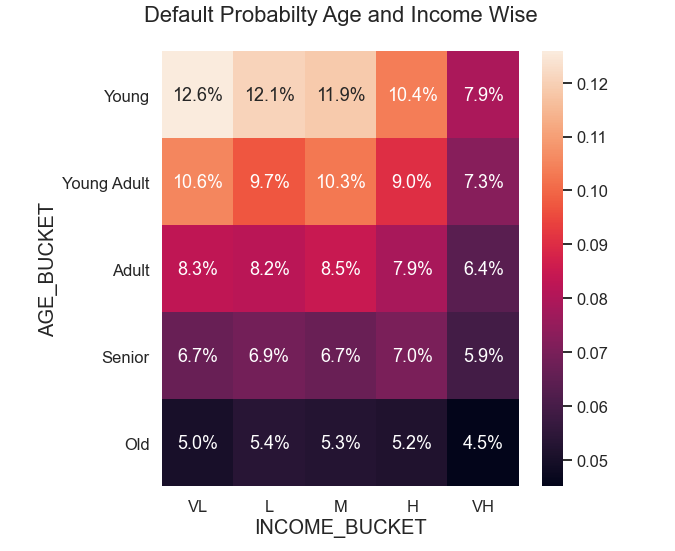 Default Probabilty Age and Income Wise
AGE_BUCKET
Young 12.6% 12.1% 11.9% 10.4% 7.9%
Young Adult 10.6% 9.7% 10.3% 9.0% 7.3%
Adult 8.3% 8.2% 8.5% 7.9% 6.4%
Senior 6.7% 6.9% 6.7% 7.0% 5.9%
Old 5.0% 5.4% 5.3% 5.2% 4.5%
VL L M H VH
INCOME_BUCKET
0.12
0.11
0.10
0.09
0.08
0.07
0.06
0.05